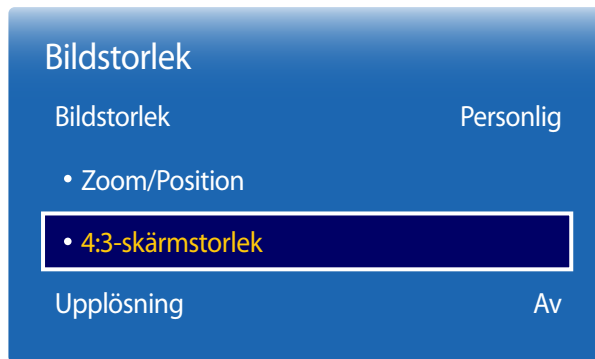 Bildstorlek
Bildstorlek Personlig
• Zoom/Position
• 4:3-skärmstorlek
Upplösning Av